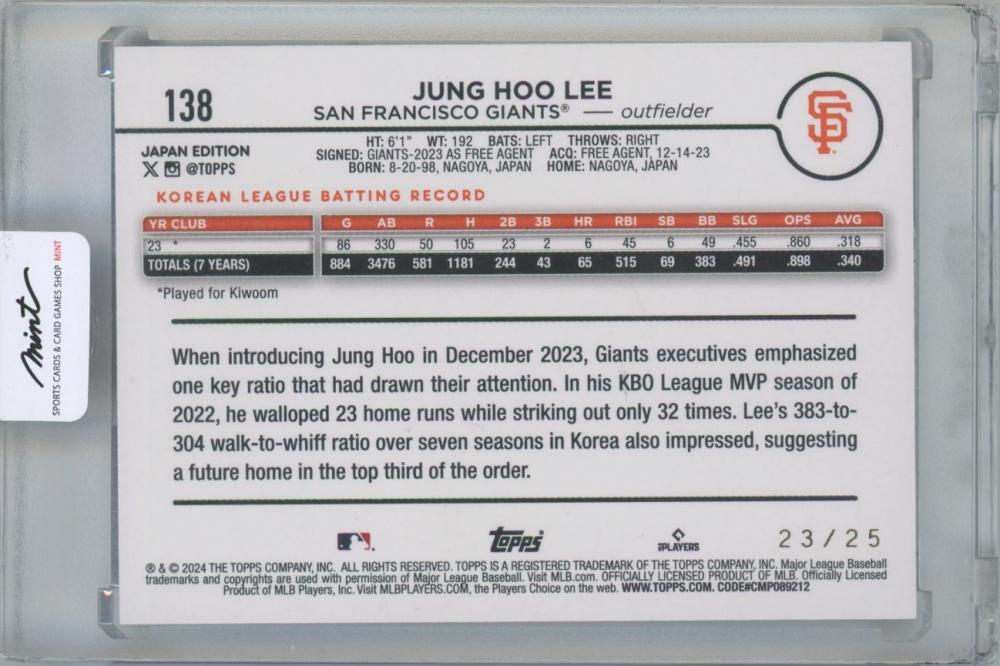 138
JUNG HOO LEE
SAN FRANCISCO GIANTS® — outfielder
SF
JAPAN EDITION
X @TOPPS
HT: 6'1" WT: 192 BATS: LEFT THROWS: RIGHT
SIGNED: GIANTS-2023 AS FREE AGENT ACQ: FREE AGENT, 12-14-23
BORN: 8-20-98, NAGOYA, JAPAN HOME: NAGOYA, JAPAN
KOREAN LEAGUE BATTING RECORD
YR CLUB G AB R H 2B 3B HR RBI SB BB SLG OPS AVG
23 * 86 330 50 105 23 2 6 45 6 49 .455 .860 .318
TOTALS (7 YEARS) 884 3476 581 1181 244 43 65 515 69 383 .491 .898 .340
*Played for Kiwoom
mint
SPORTS CARDS & CARD GAMES SHOP MINT
When introducing Jung Hoo in December 2023, Giants executives emphasized
one key ratio that had drawn their attention. In his KBO League MVP season of
2022, he walloped 23 home runs while striking out only 32 times. Lee's 383-to-
304 walk-to-whiff ratio over seven seasons in Korea also impressed, suggesting
a future home in the top third of the order.
Topps
PLAYERS
23/25
® & © 2024 THE TOPPS COMPANY, INC. ALL RIGHTS RESERVED. TOPPS IS A REGISTERED TRADEMARK OF THE TOPPS COMPANY, INC. Major League Baseball
trademarks and copyrights are used with permission of Major League Baseball. Visit MLB.com. OFFICIALLY LICENSED PRODUCT OF MLB. Officially Licensed
Product of MLB Players, Inc. Visit MLBPLAYERS.COM, the Players Choice on the web. WWW.TOPPS.COM. CODE#CMP089212